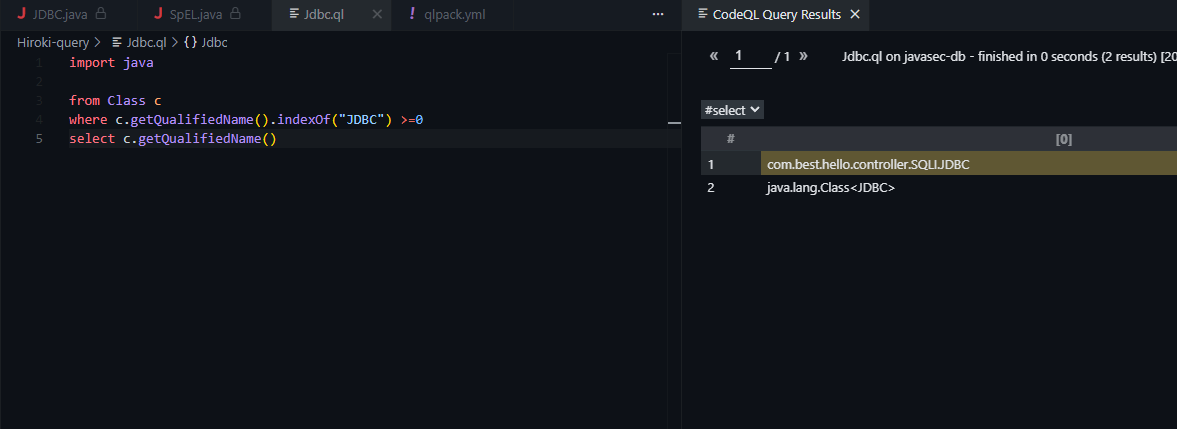 JDBC.java
SpEL.java
Jdbc.ql
qlpack.yml
Hiroki-query > Jdbc.ql > {} Jdbc
1 import java
2
3 from Class c
4 where c.getQualifiedName().indexOf("JDBC") >=0
5 select c.getQualifiedName()
CodeQL Query Results
« 1 / 1 » Jdbc.ql on javasec-db - finished in 0 seconds (2 results) [20
#select
# [0]
1 com.best.hello.controller.SQLI.JDBC
2 java.lang.Class<JDBC>